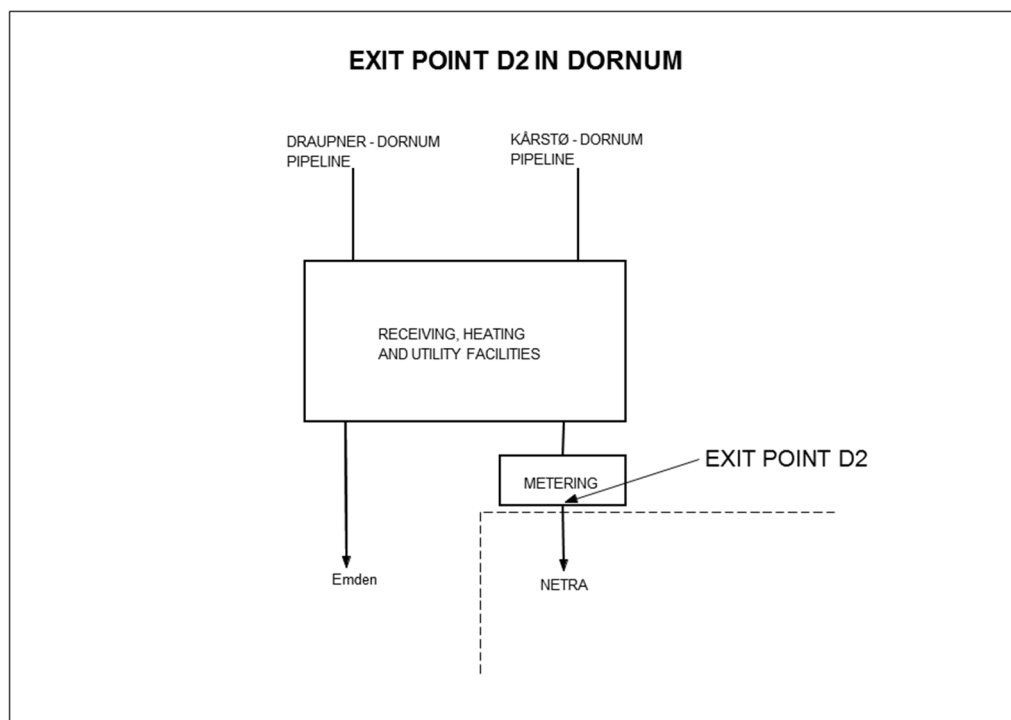 EXIT POINT D2 IN DORNUM
DRAUPNER - DORNUM
PIPELINE
KÅRSTØ - DORNUM
PIPELINE
RECEIVING, HEATING
AND UTILITY FACILITIES
EXIT POINT D2
METERING
Emden
NETRA